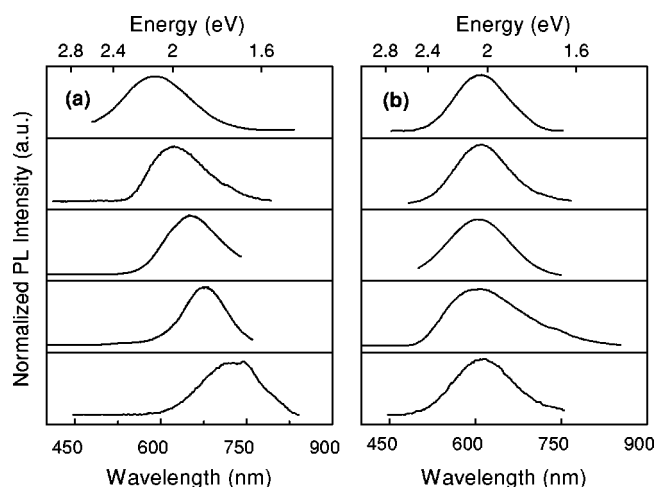 Energy (eV)
Energy (eV)
2.8 2.4 2 1.6
2.8 2.4 2 1.6
(a)
(b)
Normalized PL Intensity (a.u.)
450 600 750 900
450 600 750 900
Wavelength (nm)
Wavelength (nm)